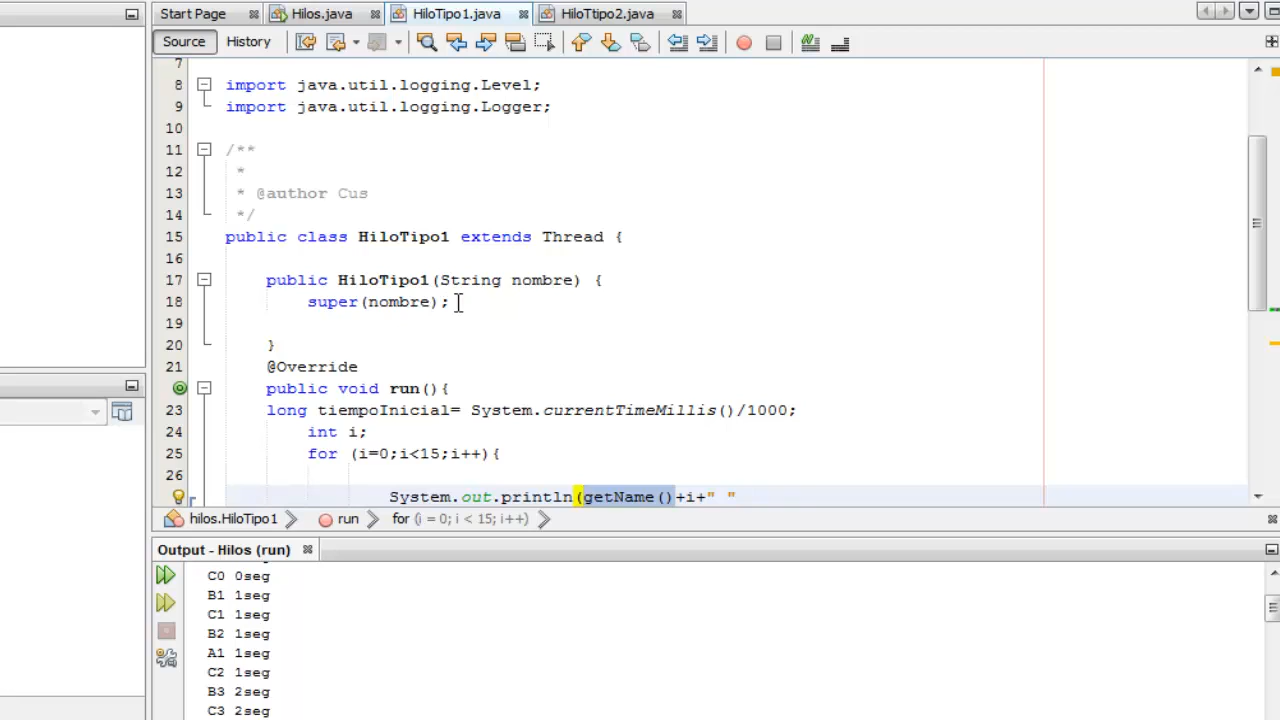 Start Page Hilos.java HiloTipo1.java HiloTtipo2.java
Source History
7
8 import java.util.logging.Level;
9 import java.util.logging.Logger;
10
11 /**
12 *
13 * @author Cus
14 */
15 public class HiloTipo1 extends Thread {
16
17 public HiloTipo1(String nombre) {
18 super(nombre);
19
20 }
21 @Override
public void run(){
23 long tiempoInicial= System.currentTimeMillis()/1000;
24 int i;
25 for (i=0;i<15;i++){
26
System.out.println(getName()+i+" "
hilos.HiloTipo1 run for (i = 0; i < 15; i++)
Output - Hilos (run)
C0 0seg
B1 1seg
C1 1seg
B2 1seg
A1 1seg
C2 1seg
B3 2seg
C3 2seg